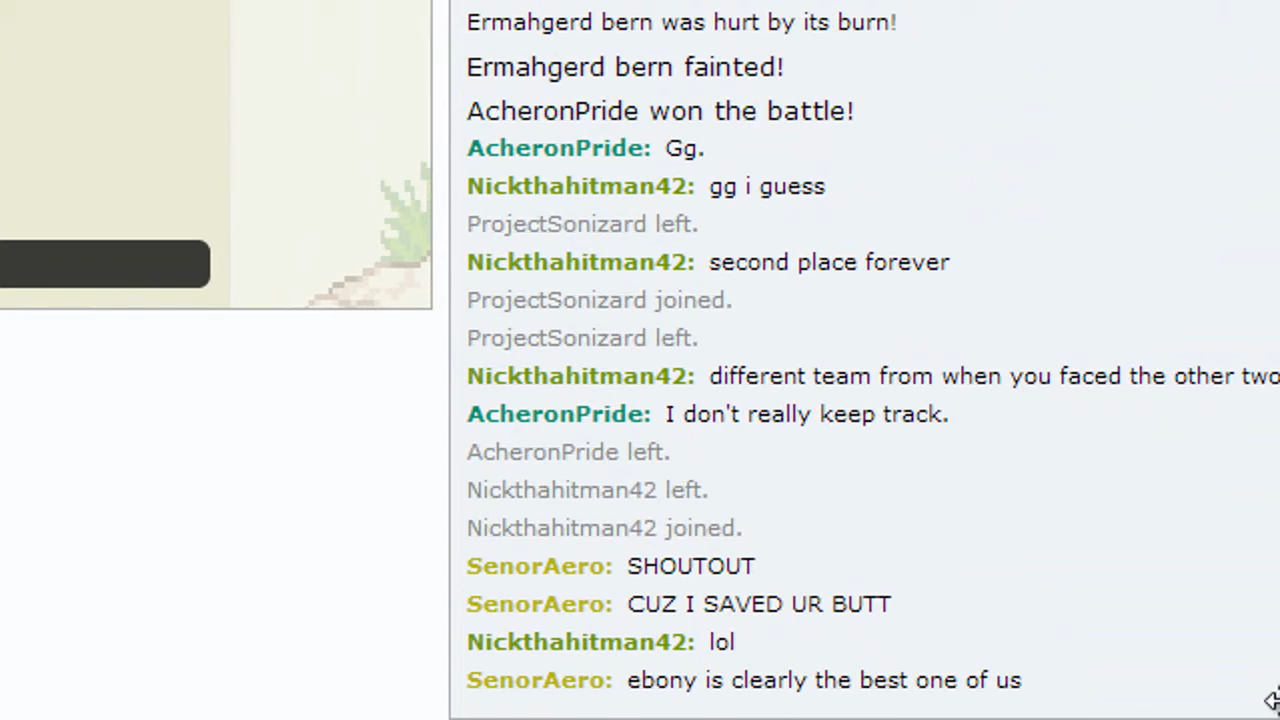 Ermahgerd bern was hurt by its burn!
Ermahgerd bern fainted!
AcheronPride won the battle!
AcheronPride: Gg.
Nickthahitman42: gg i guess
ProjectSonizard left.
Nickthahitman42: second place forever
ProjectSonizard joined.
ProjectSonizard left.
Nickthahitman42: different team from when you faced the other two
AcheronPride: I don't really keep track.
AcheronPride left.
Nickthahitman42 left.
Nickthahitman42 joined.
SenorAero: SHOUTOUT
SenorAero: CUZ I SAVED UR BUTT
Nickthahitman42: lol
SenorAero: ebony is clearly the best one of us